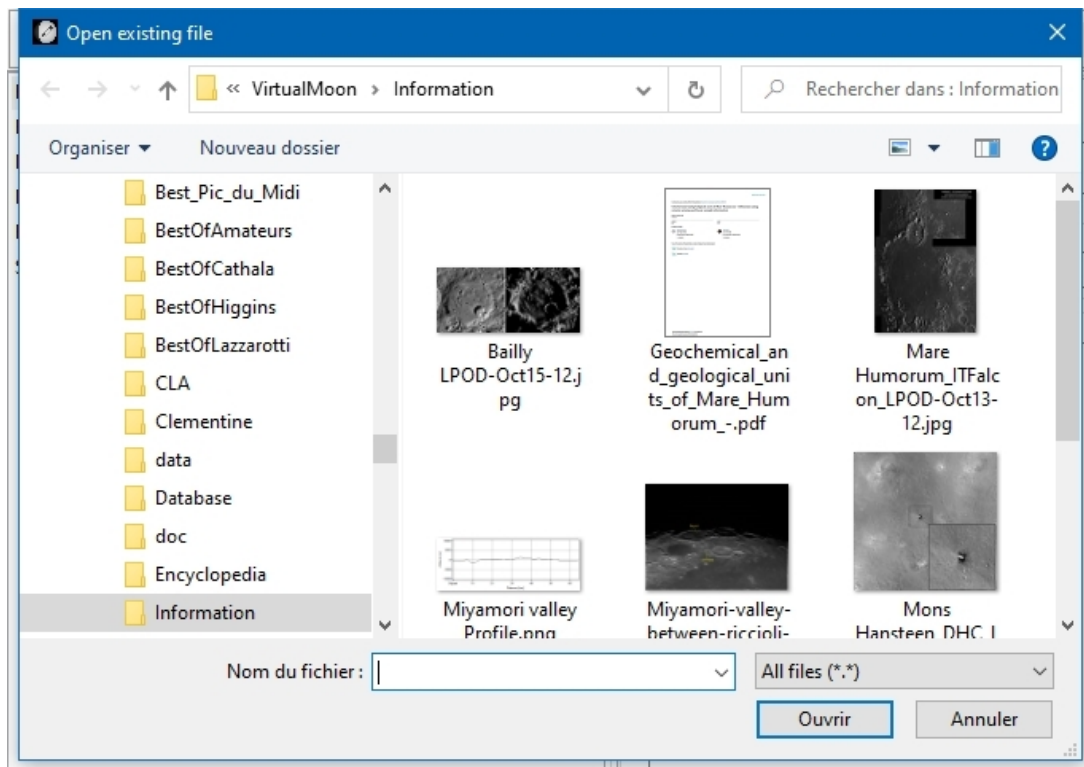 Open existing file
« VirtualMoon › Information
Rechercher dans : Information
Organiser
Nouveau dossier
Best_Pic_du_Midi
BestOfAmateurs
BestOfCathala
BestOfHiggins
BestOfLazzarotti
CLA
Clementine
data
Database
doc
Encyclopedia
Information
Bailly
LPOD-Oct15-12.j
pg
Geochemical_an
d_geological_uni
ts_of_Mare_Hum
orum_-.pdf
Mare
Humorum_ITFalc
on_LPOD-Oct13-
12.jpg
Miyamori valley
Profile.png
Miyamori-valley-
between-riccioli-
Mons
Hansteen_DHC_L
Nom du fichier :
All files (*.*)
Ouvrir
Annuler